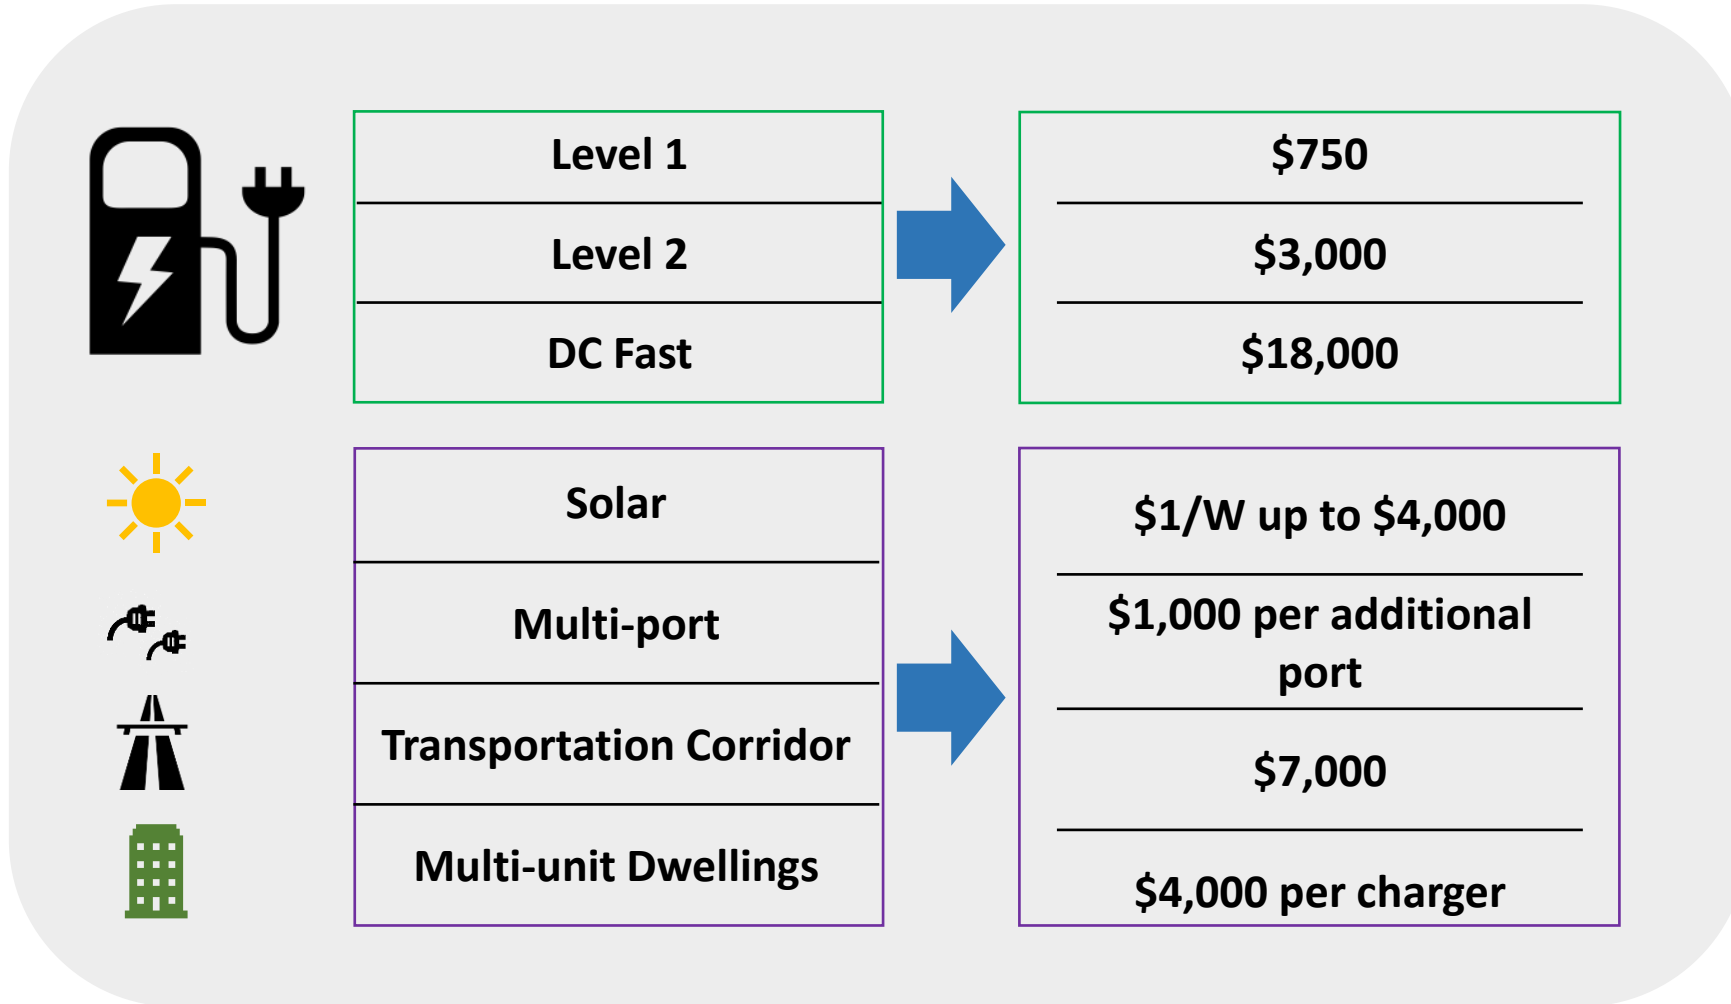 Level 1
$750
Level 2
$3,000
DC Fast
$18,000
Solar
$1/W up to $4,000
Multi-port
$1,000 per additional
port
Transportation Corridor
$7,000
Multi-unit Dwellings
$4,000 per charger